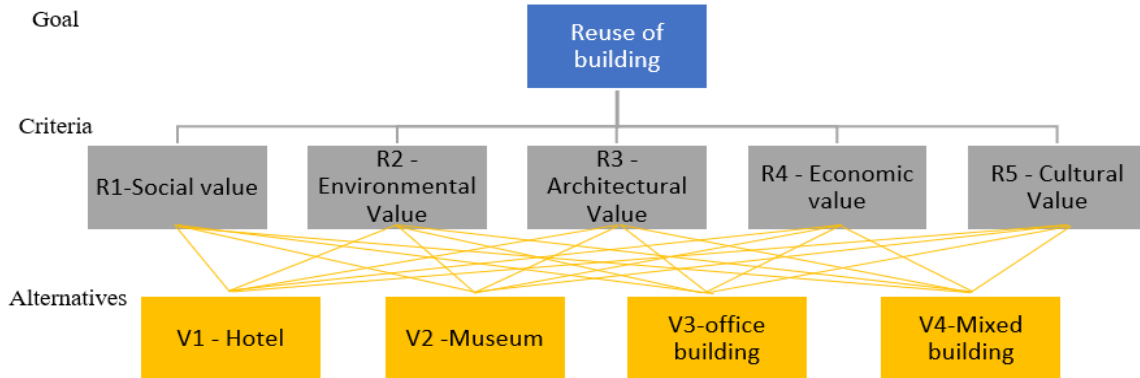 Goal
Reuse of
building
Criteria
R1-Social value
R2 -
Environmental
Value
R3 -
Architectural
Value
R4 - Economic
value
R5 - Cultural
Value
Alternatives
V1 - Hotel
V2 -Museum
V3-office
building
V4-Mixed
building